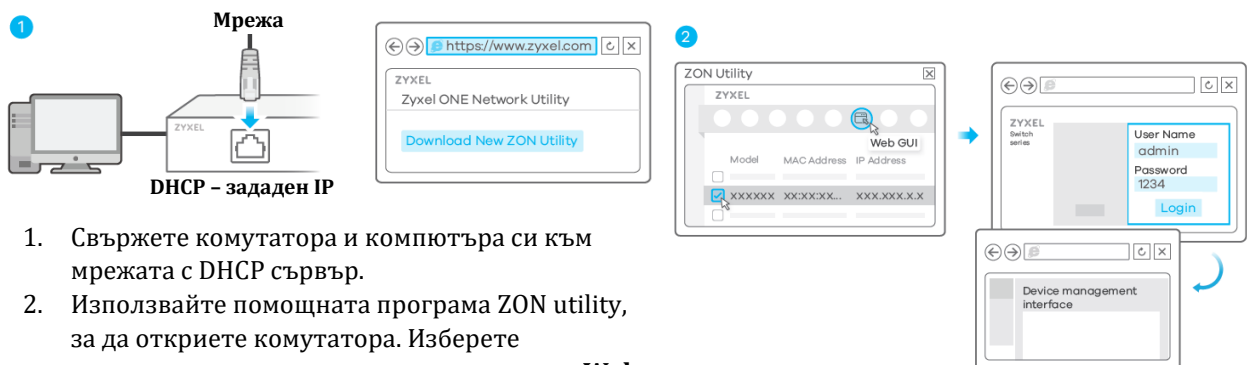 1
Мрежа
ZYXEL
DHCP – зададен IP
https://www.zyxel.com
ZYXEL
Zyxel ONE Network Utility
Download New ZON Utility
1. Свържете комутатора и компютъра си към
мрежата с DHCP сървър.
2. Използвайте помощната програма ZON utility,
за да откриете комутатора. Изберете
2
ZON Utility
ZYXEL
Web GUI
Model MAC Address IP Address
xxxxxx xx:xx:xx... xxx.xxx.x.x
ZYXEL
Switch
series
User Name
admin
Password
1234
Login
Device management
interface